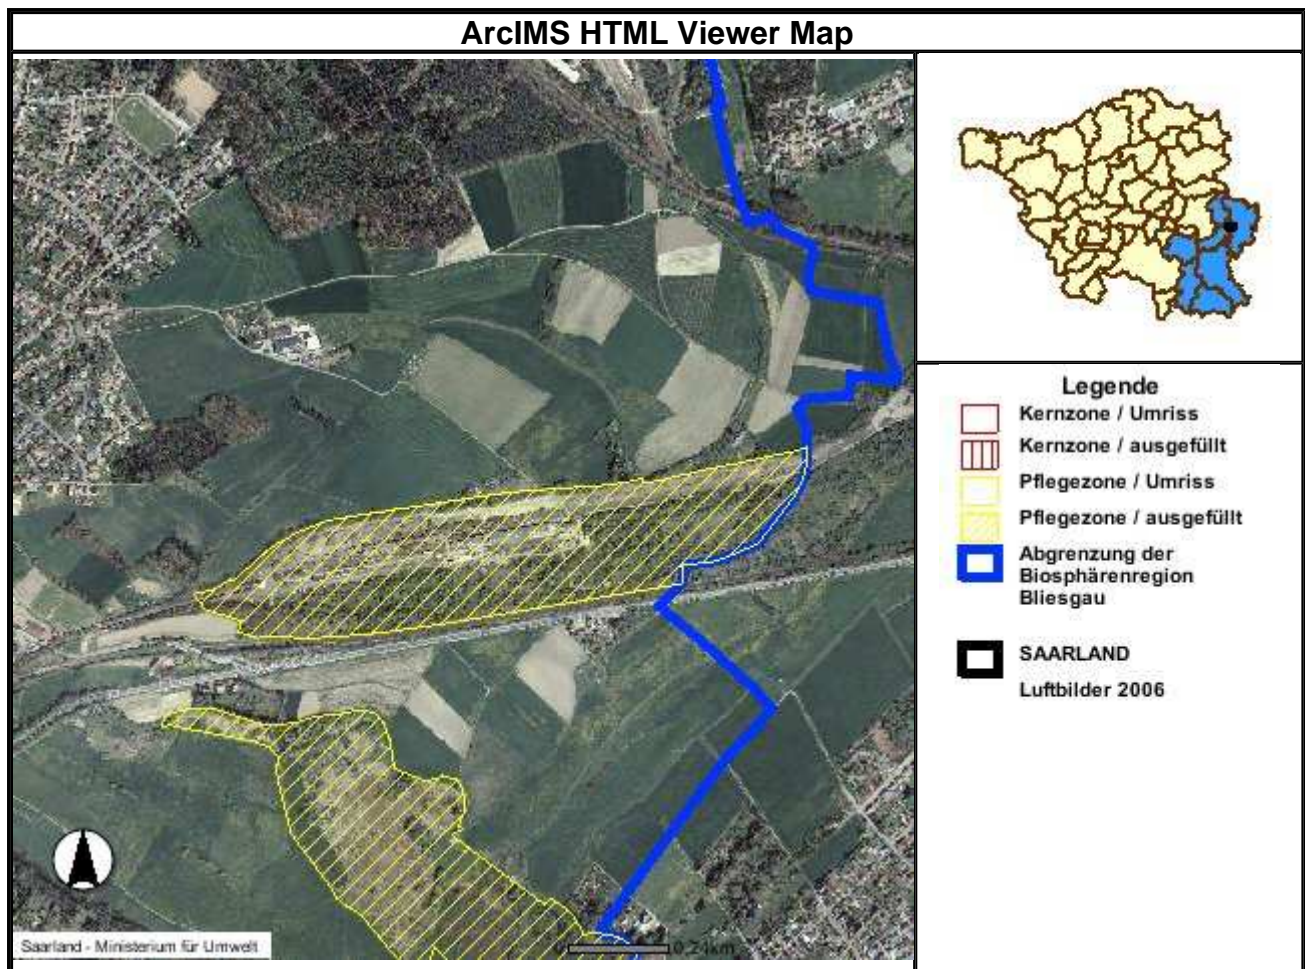 ArcIMS HTML Viewer Map
Legende
Kernzone / Umriss
Kernzone / ausgefüllt
Pflegezone / Umriss
Pflegezone / ausgefüllt
Abgrenzung der
Biosphärenregion
Bliesgau
SAARLAND
Luftbilder 2006
Saarland - Ministerium für Umwelt
0 0,24km